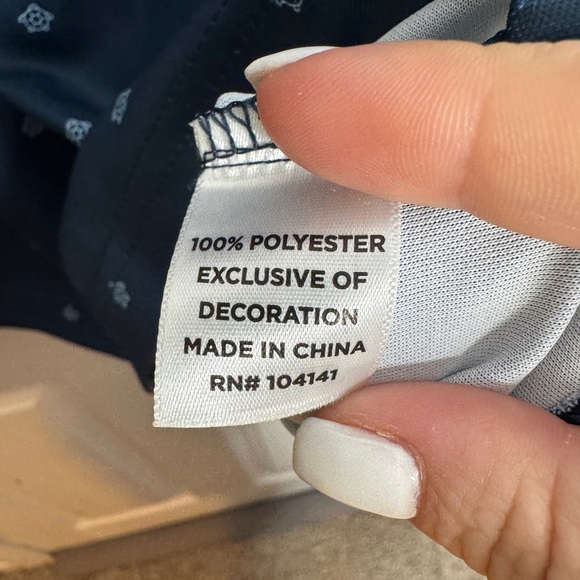 100% POLYESTER
EXCLUSIVE OF
DECORATION
MADE IN CHINA
RN# 104141